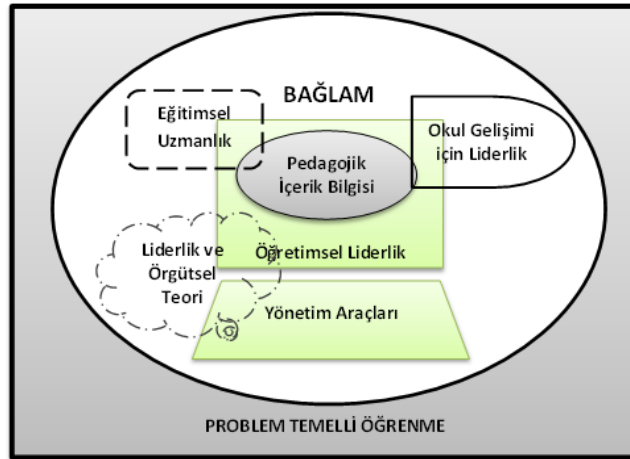 BAĞLAM
Eğitimsel
Uzmanlık
Okul Gelişimi
için Liderlik
Pedagojik
İçerik Bilgisi
Liderlik ve
Örgütsel
Teori
Öğretimsel Liderlik
Yönetim Araçları
PROBLEM TEMELLİ ÖĞRENME